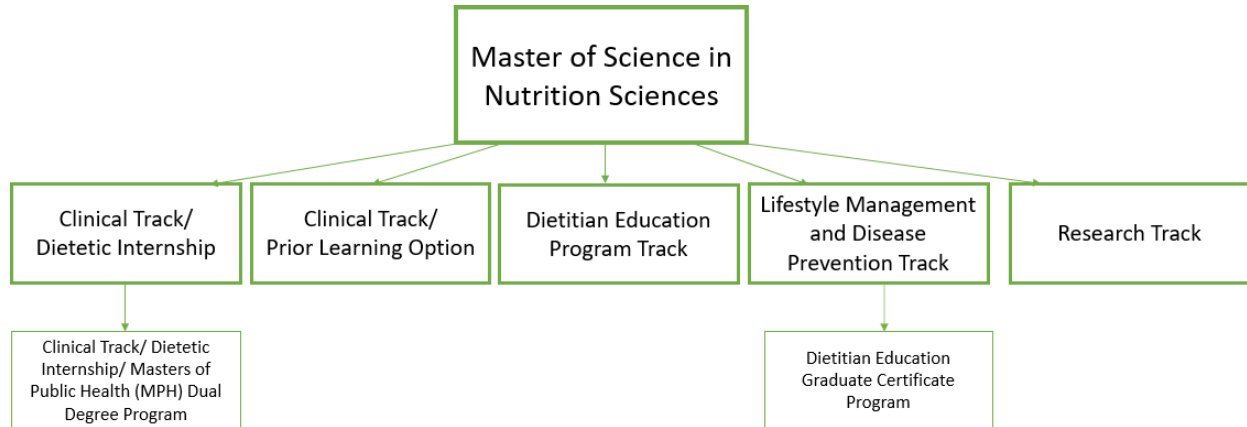 Master of Science in
Nutrition Sciences
Clinical Track/
Dietetic Internship
Clinical Track/
Prior Learning Option
Dietitian Education
Program Track
Lifestyle Management
and Disease
Prevention Track
Research Track
Clinical Track/ Dietetic
Internship/ Masters of
Public Health (MPH) Dual
Degree Program
Dietitian Education
Graduate Certificate
Program